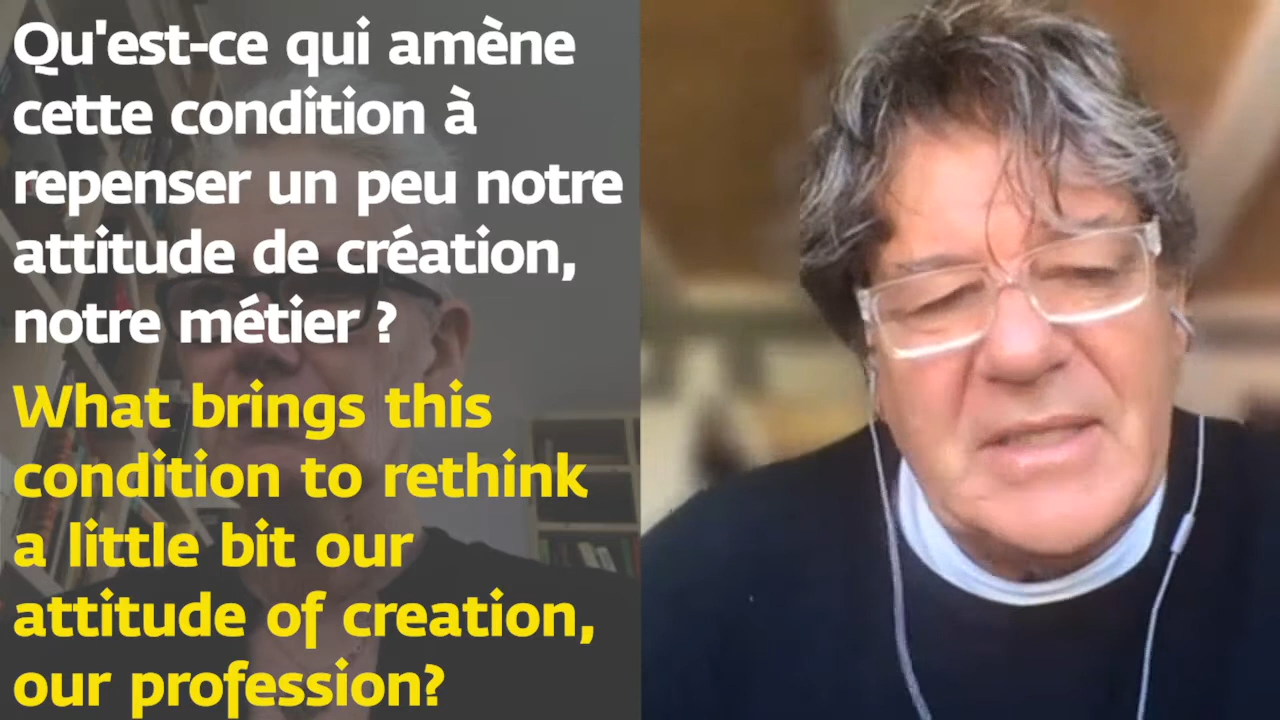 Qu'est-ce qui amène
cette condition à
repenser un peu notre
attitude de création,
notre métier ?
What brings this
condition to rethink
a little bit our
attitude of creation,
our profession?